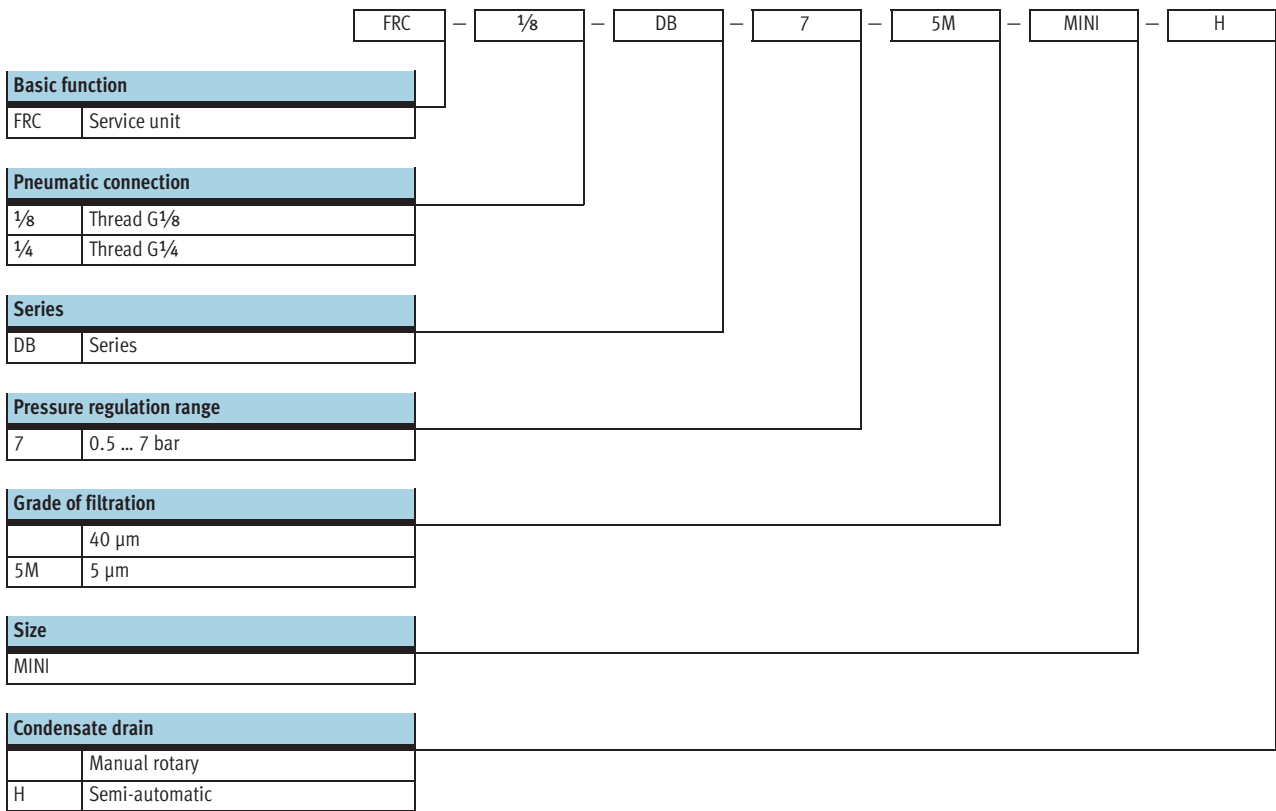 FRC – ⅛ – DB – 7 – 5M – MINI – H
Basic function
FRC Service unit
Pneumatic connection
⅛ Thread G⅛
¼ Thread G¼
Series
DB Series
Pressure regulation range
7 0.5 ... 7 bar
Grade of filtration
40 µm
5M 5 µm
Size
MINI
Condensate drain
Manual rotary
H Semi-automatic